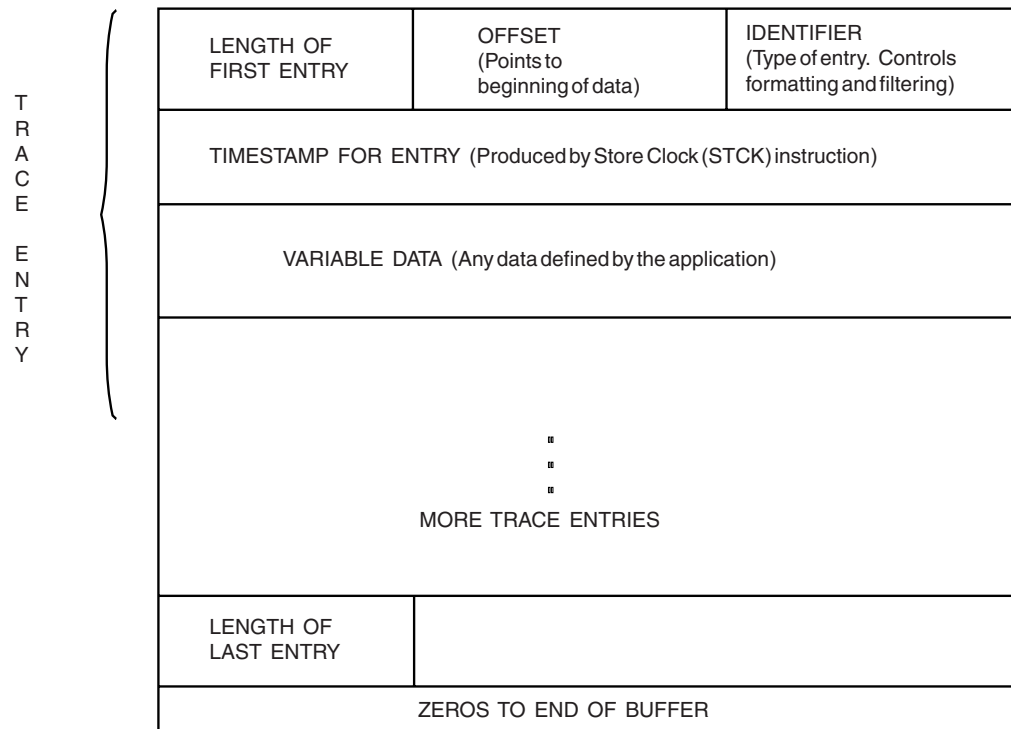 TRACE ENTRY
LENGTH OF
FIRST ENTRY
OFFSET
(Points to
beginning of data)
IDENTIFIER
(Type of entry. Controls
formatting and filtering)
TIMESTAMP FOR ENTRY (Produced by Store Clock (STCK) instruction)
VARIABLE DATA (Any data defined by the application)
MORE TRACE ENTRIES
LENGTH OF
LAST ENTRY
ZEROS TO END OF BUFFER